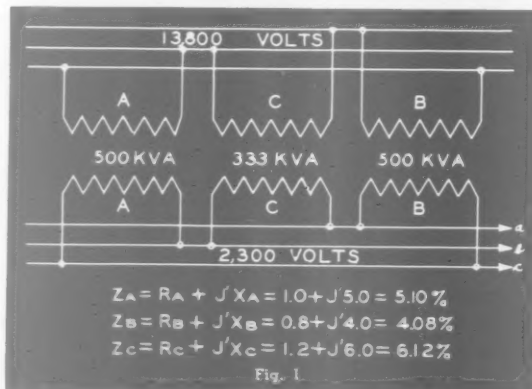 13,800 VOLTS
A C B
500 KVA 333 KVA 500 KVA
A C B
a
b
2,300 VOLTS
c
ZA = RA + J'XA = 1.0 + J'5.0 = 5.10%
ZB = RB + J'XB = 0.8 + J'4.0 = 4.08%
ZC = RC + J'XC = 1.2 + J'6.0 = 6.12%
Fig. 1